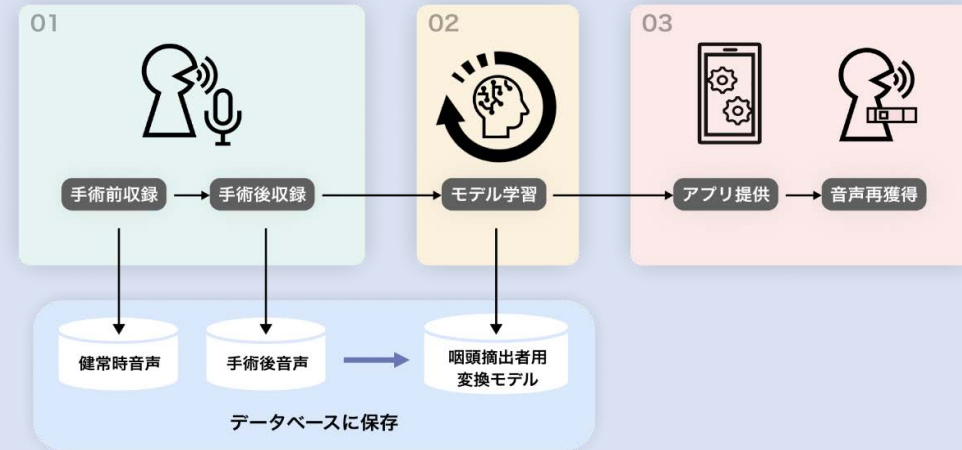 01
02
03
手術前収録
手術後収録
モデル学習
アプリ提供
音声再獲得
健常時音声
手術後音声
咽頭摘出者用
変換モデル
データベースに保存